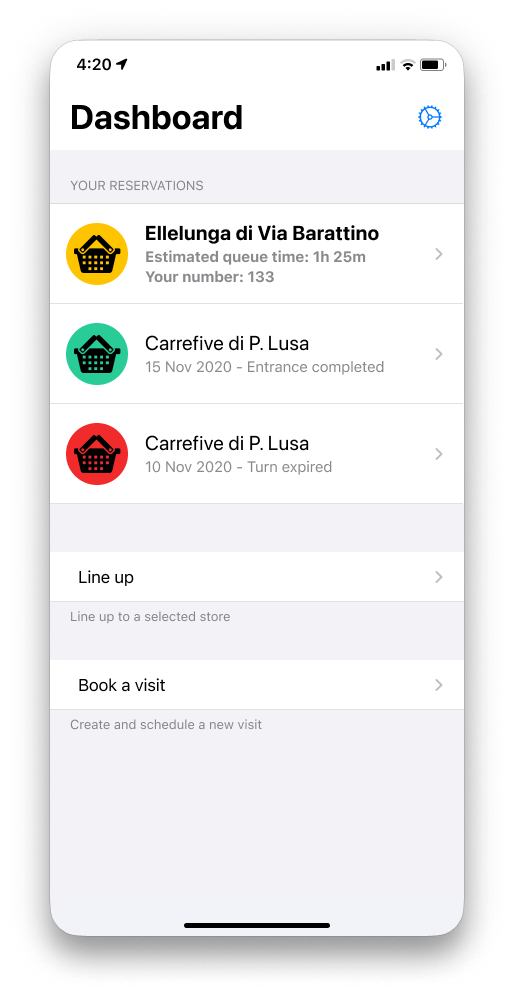 4:20
Dashboard
YOUR RESERVATIONS
Ellelunga di Via Barattino
Estimated queue time: 1h 25m
Your number: 133
Carrefive di P. Lusa
15 Nov 2020 - Entrance completed
Carrefive di P. Lusa
10 Nov 2020 - Turn expired
Line up
Line up to a selected store
Book a visit
Create and schedule a new visit